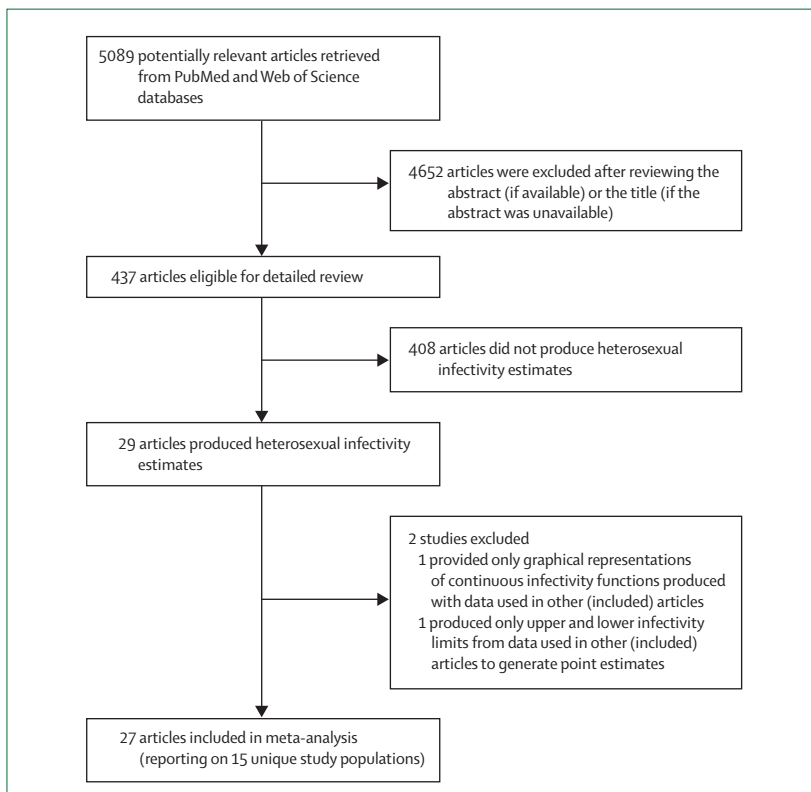 5089 potentially relevant articles retrieved
from PubMed and Web of Science
databases
4652 articles were excluded after reviewing the
abstract (if available) or the title (if the
abstract was unavailable)
437 articles eligible for detailed review
408 articles did not produce heterosexual
infectivity estimates
29 articles produced heterosexual infectivity
estimates
2 studies excluded
1 provided only graphical representations
of continuous infectivity functions produced
with data used in other (included) articles
1 produced only upper and lower infectivity
limits from data used in other (included)
articles to generate point estimates
27 articles included in meta-analysis
(reporting on 15 unique study populations)